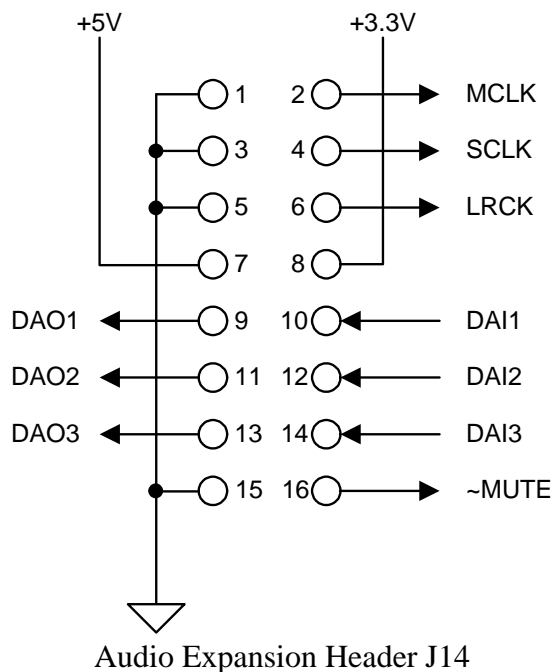 +5V +3.3V
1 2 MCLK
3 4 SCLK
5 6 LRCK
7 8
DAO1 9 10 DAI1
DAO2 11 12 DAI2
DAO3 13 14 DAI3
15 16 ~MUTE
Audio Expansion Header J14